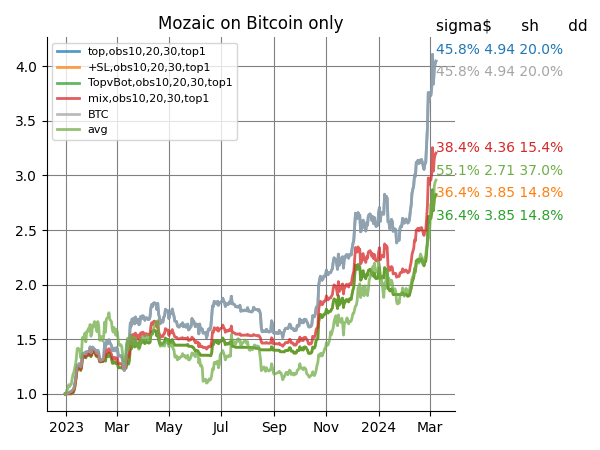 Mozaic on Bitcoin only
sigma$ sh dd
top,obs10,20,30,top1
+SL,obs10,20,30,top1
TopvBot,obs10,20,30,top1
mix,obs10,20,30,top1
BTC
avg
45.8% 4.94 20.0%
45.8% 4.94 20.0%
38.4% 4.36 15.4%
55.1% 2.71 37.0%
36.4% 3.85 14.8%
36.4% 3.85 14.8%
4.0
3.5
3.0
2.5
2.0
1.5
1.0
2023 Mar May Jul Sep Nov 2024 Mar